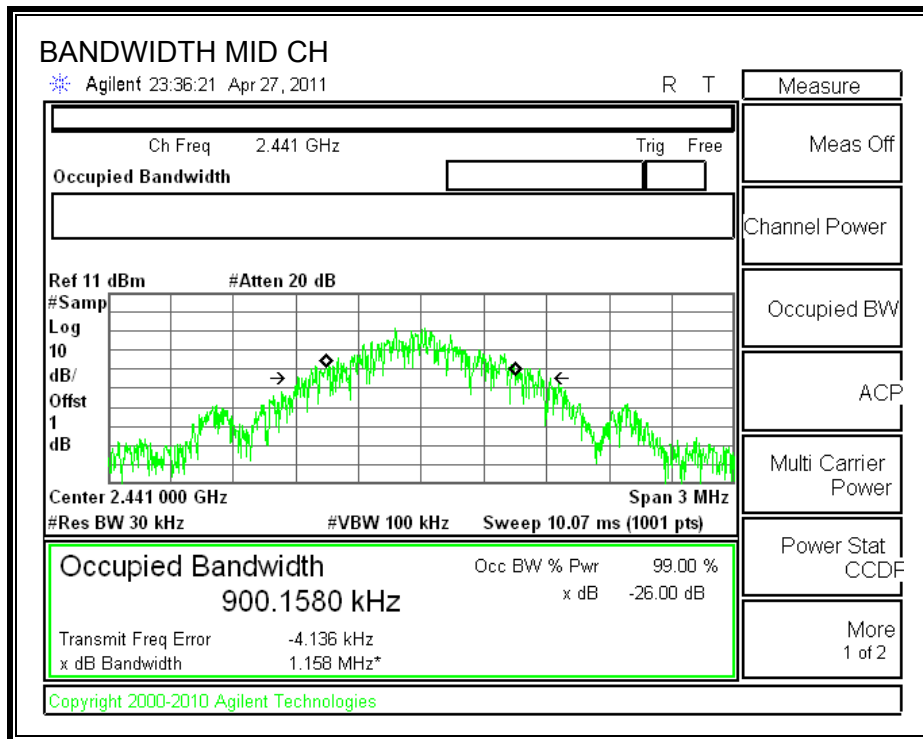 BANDWIDTH MID CH
Agilent 23:36:21 Apr 27, 2011 R T
Measure
Ch Freq 2.441 GHz Trig Free
Occupied Bandwidth
Meas Off
Channel Power
Occupied BW
ACP
Multi Carrier
Power
Power Stat
CCDF
More
1 of 2
Ref 11 dBm #Atten 20 dB
#Samp
Log
10
dB/
Offst
1
dB
Center 2.441 000 GHz Span 3 MHz
#Res BW 30 kHz #VBW 100 kHz Sweep 10.07 ms (1001 pts)
Occupied Bandwidth Occ BW % Pwr 99.00 %
900.1580 kHz x dB -26.00 dB
Transmit Freq Error -4.136 kHz
x dB Bandwidth 1.158 MHz*
Copyright 2000-2010 Agilent Technologies